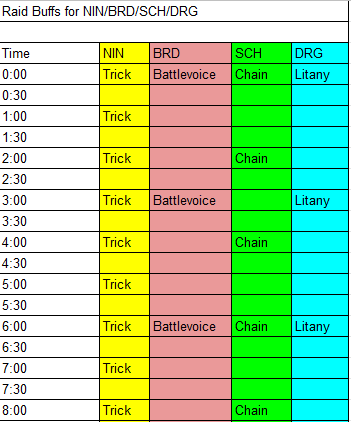 Raid Buffs for NIN/BRD/SCH/DRG
Time NIN BRD SCH DRG
0:00 Trick Battlevoice Chain Litany
0:30
1:00 Trick
1:30
2:00 Trick Chain
2:30
3:00 Trick Battlevoice Litany
3:30
4:00 Trick Chain
4:30
5:00 Trick
5:30
6:00 Trick Battlevoice Chain Litany
6:30
7:00 Trick
7:30
8:00 Trick Chain